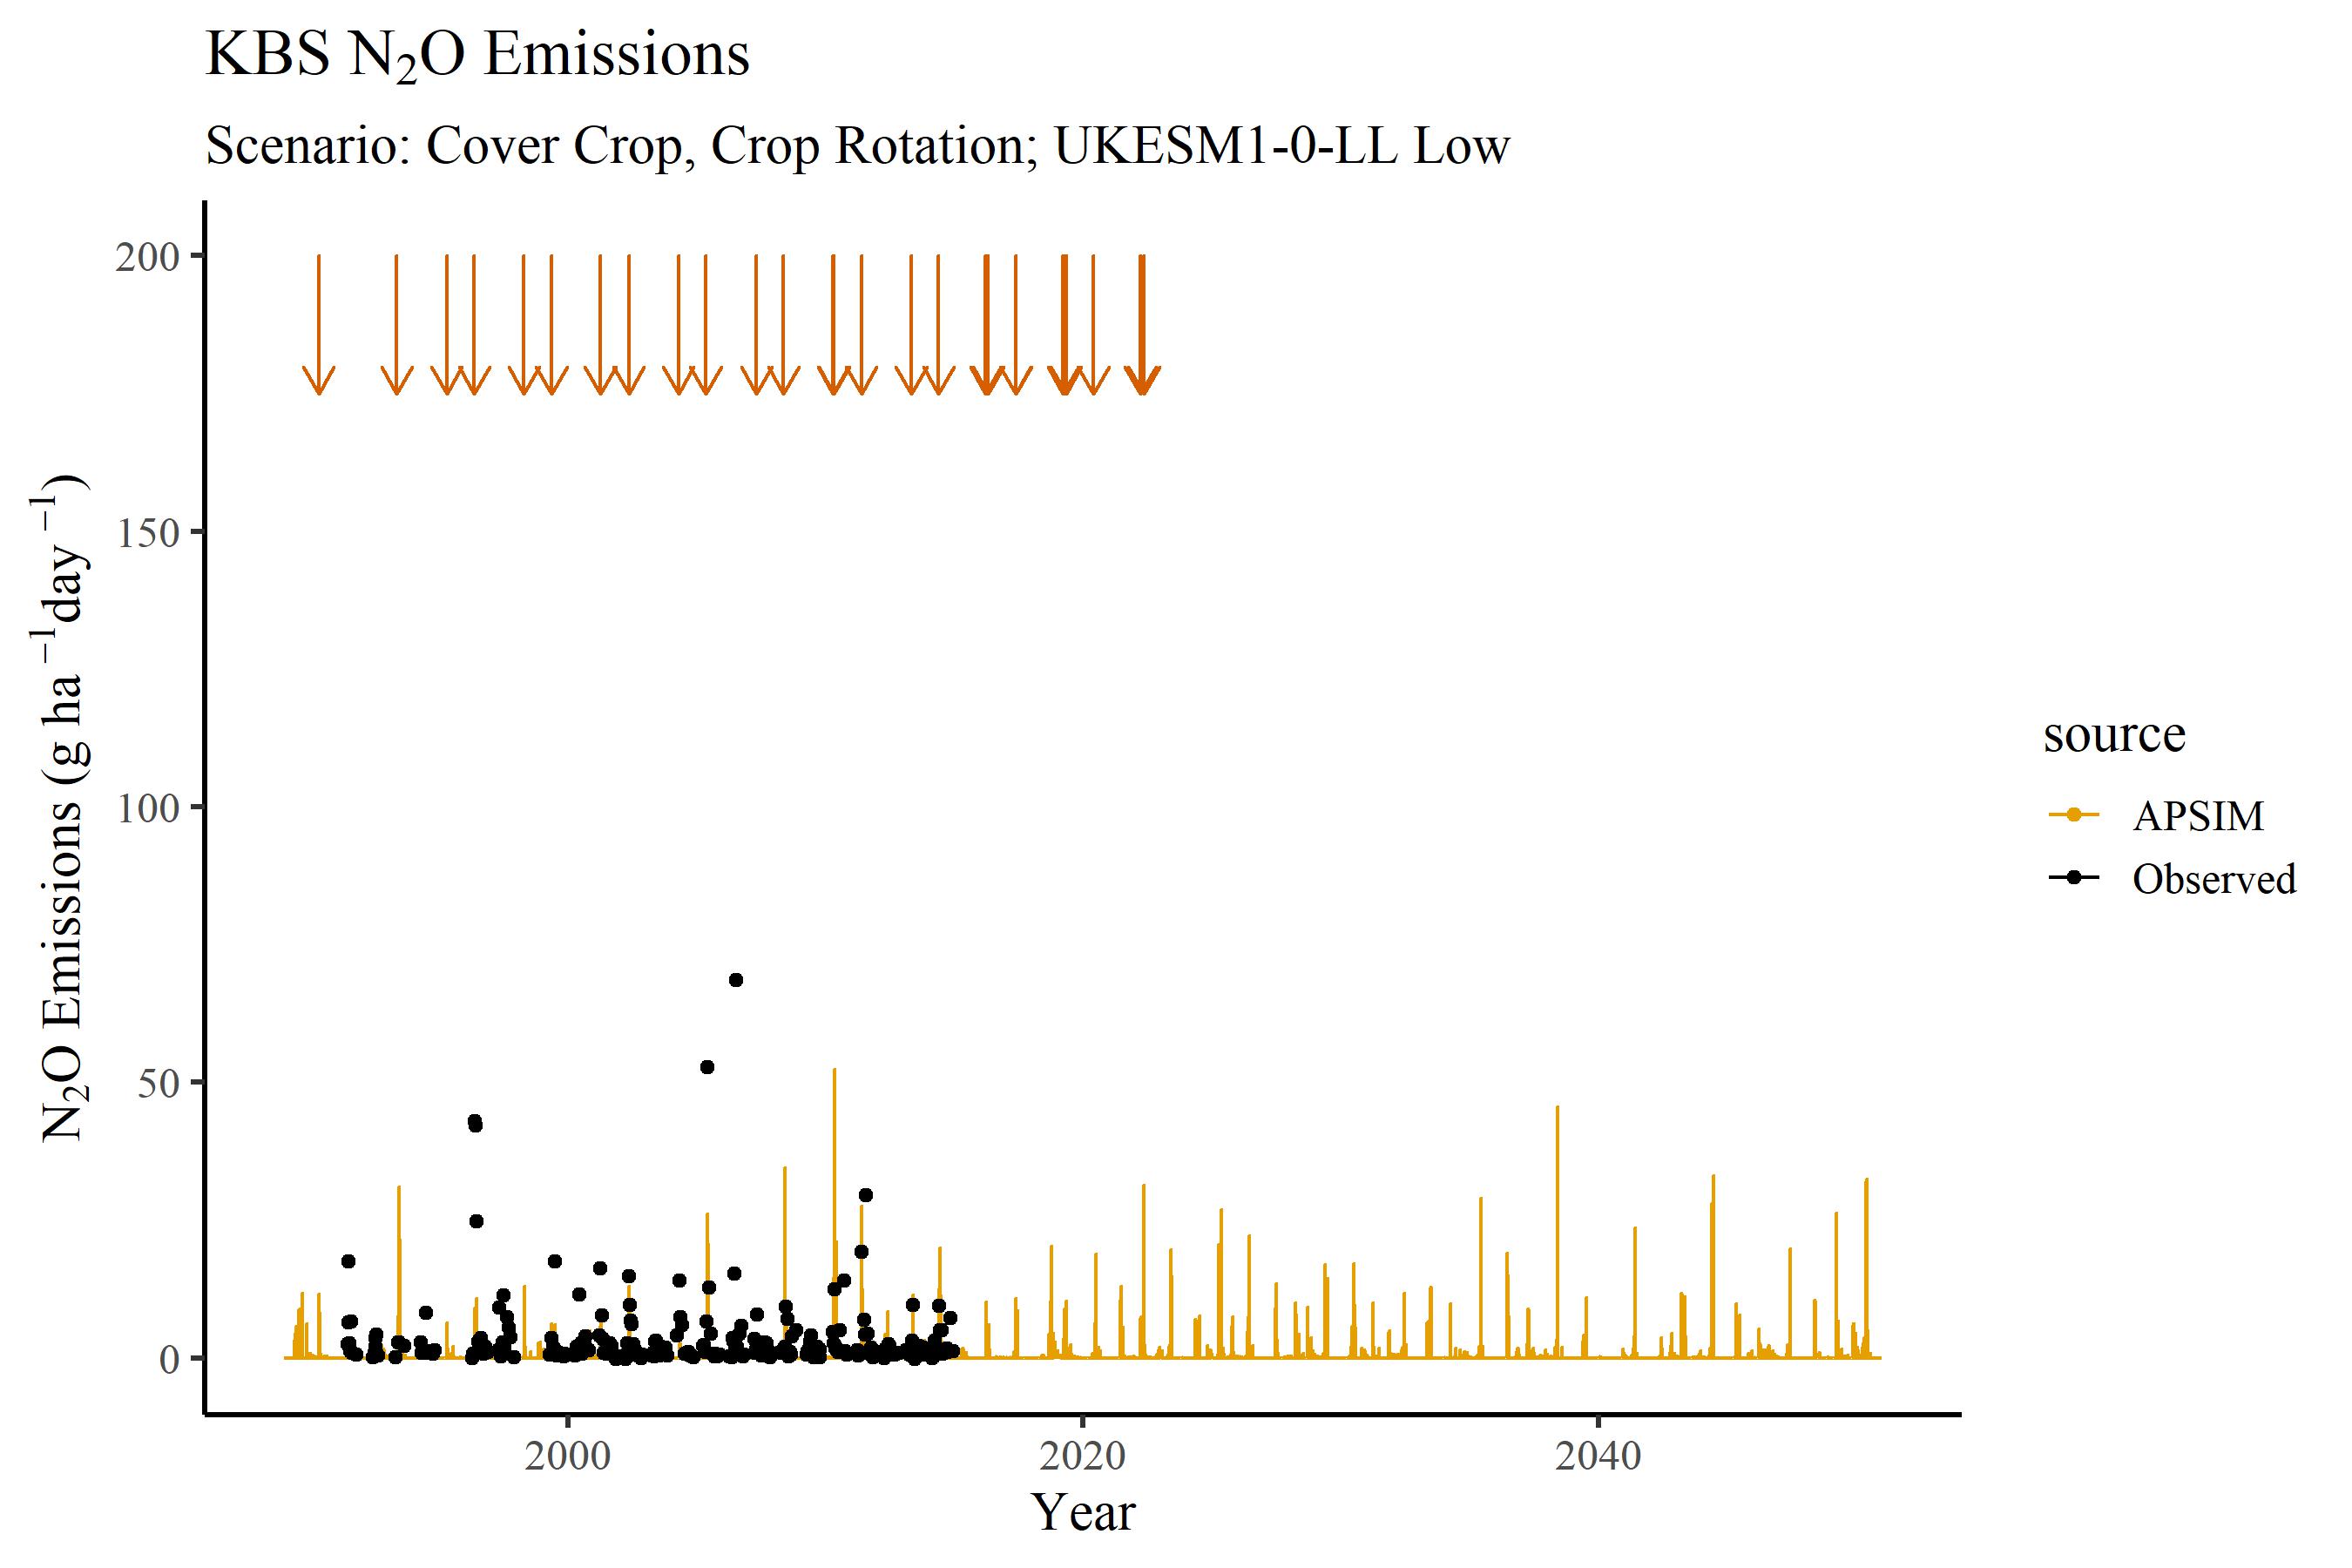 KBS N₂O Emissions
Scenario: Cover Crop, Crop Rotation; UKESM1-0-LL Low
N₂O Emissions (g ha ⁻¹day ⁻¹)
200
150
100
50
0
2000 2020 2040
Year
source
APSIM
Observed